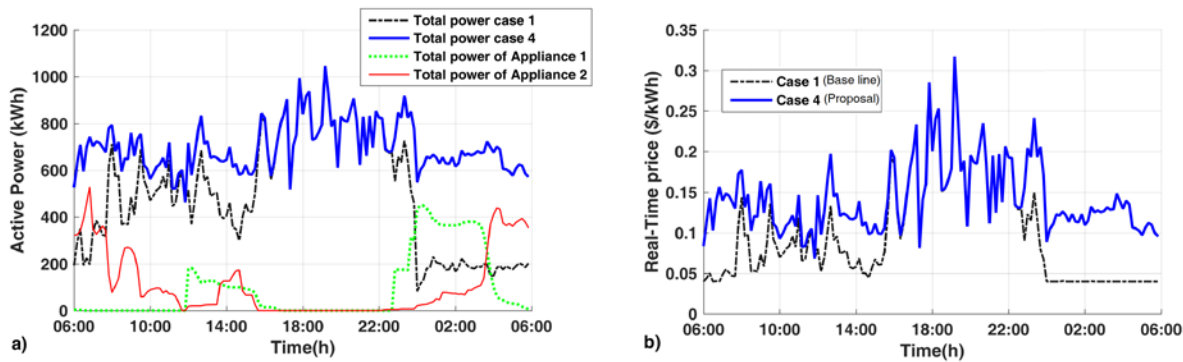 1200
1000
800
600
400
200
0
Active Power (kWh)
Total power case 1
Total power case 4
Total power of Appliance 1
Total power of Appliance 2
06:00 10:00 14:00 18:00 22:00 02:00 06:00
Time(h)
a)
0.35
0.3
0.25
0.2
0.15
0.1
0.05
0
Real-Time price ($/kWh)
Case 1 (Base line)
Case 4 (Proposal)
06:00 10:00 14:00 18:00 22:00 02:00 06:00
Time(h)
b)